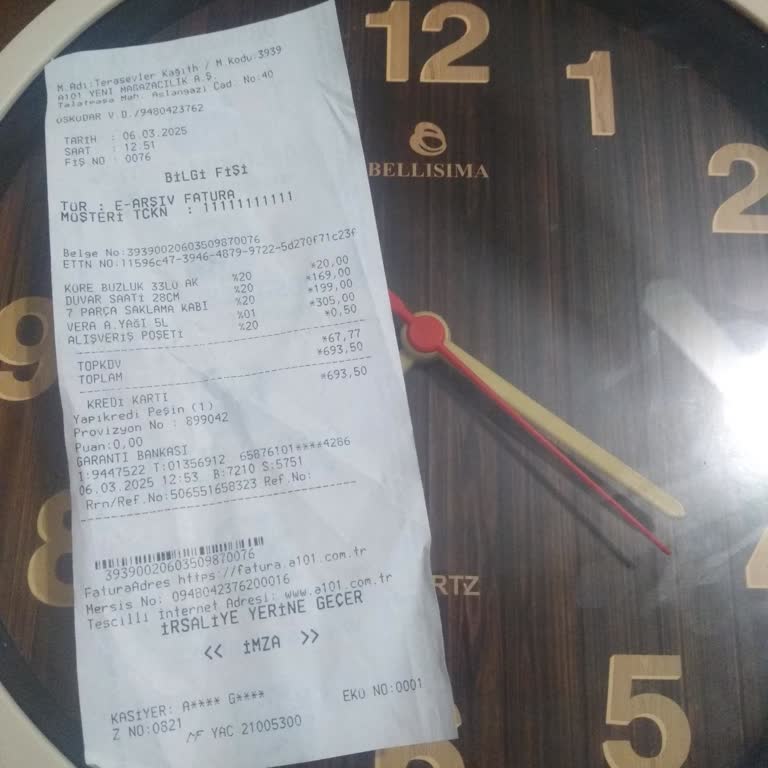 M.Adı:Terasevler Kağıth / M.Kodu:3939
A101 YENİ MAĞAZACILIK A.Ş.
Talatpaşa Mah. Aslangazi Cad. No:40
ÜSKÜDAR V.D./9480423762
TARİH : 06.03.2025
SAAT : 12.51
FİŞ NO : 0076
BİLGİ FİŞİ
TÜR : E-ARŞİV FATURA
MÜŞTERİ TCKN : 11111111111
Belge No:39390020603509870076
ETTN NO:11596c47-3946-4879-9722-5d270f71c23f
KÜRE BUZLUK 33LÜ AK %20 *20,00
DUVAR SAATİ 28CM %20 *169,00
7 PARÇA SAKLAMA KABI %20 *199,00
VERA A.YAĞI 5L %01 *305,00
ALIŞVERİŞ POŞETİ %20 *0,50
TOPKDV *67,77
TOPLAM *693,50
KREDİ KARTI *693,50
Yapıkredi Peşin (1)
Provizyon No : 899042
Puan:0,00
GARANTİ BANKASI
I:9447522 T:01356912 65876101****4286
06.03.2025 12:53 B:7210 S:5751
Rrn/Ref.No:506551658323 Ref.No:
39390020603509870076
FaturaAdres https://fatura.a101.com.tr
Mersis No: 0948042376200016
Tescilli İnternet Adresi: www.a101.com.tr
İRSALİYE YERİNE GEÇER
<< İMZA >>
KASİYER: A**** G****
EKÜ NO:0001
Z NO:0821
MF YAC 21005300
12
1
2
BELLISIMA
9
8
RTZ
4
5
6